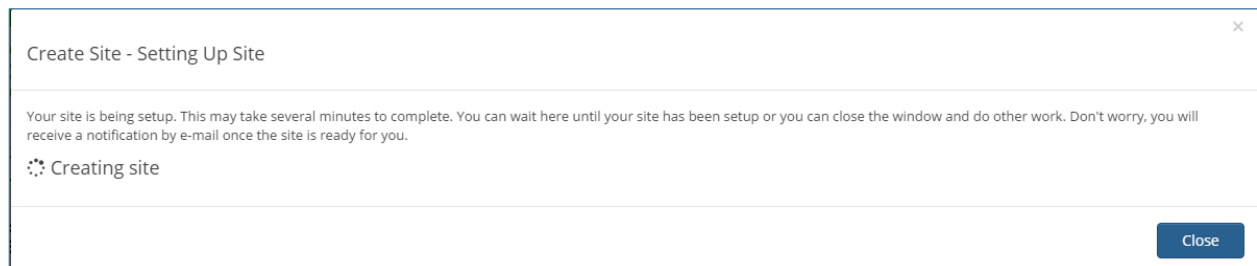 ×
Create Site - Setting Up Site
Your site is being setup. This may take several minutes to complete. You can wait here until your site has been setup or you can close the window and do other work. Don't worry, you will
receive a notification by e-mail once the site is ready for you.
Creating site
Close